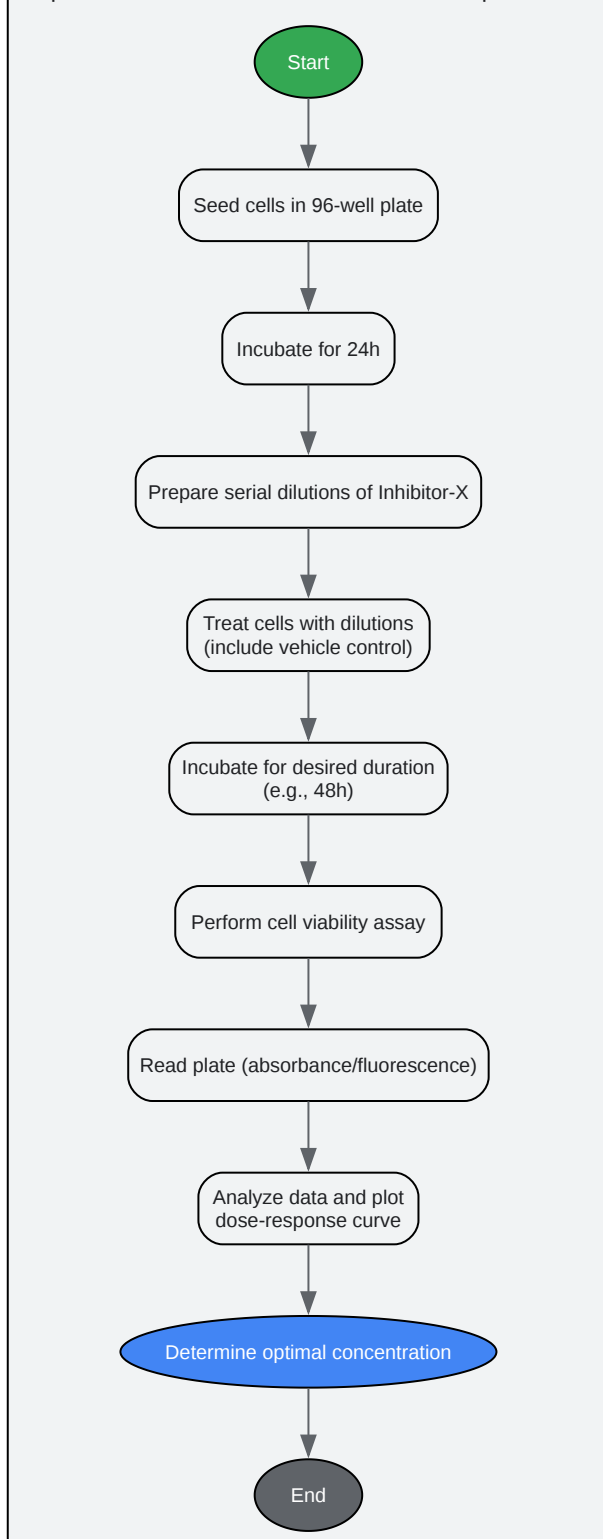 Start
Seed cells in 96-well plate
Incubate for 24h
Prepare serial dilutions of Inhibitor-X
Treat cells with dilutions
(include vehicle control)
Incubate for desired duration
(e.g., 48h)
Perform cell viability assay
Read plate (absorbance/fluorescence)
Analyze data and plot
dose-response curve
Determine optimal concentration
End